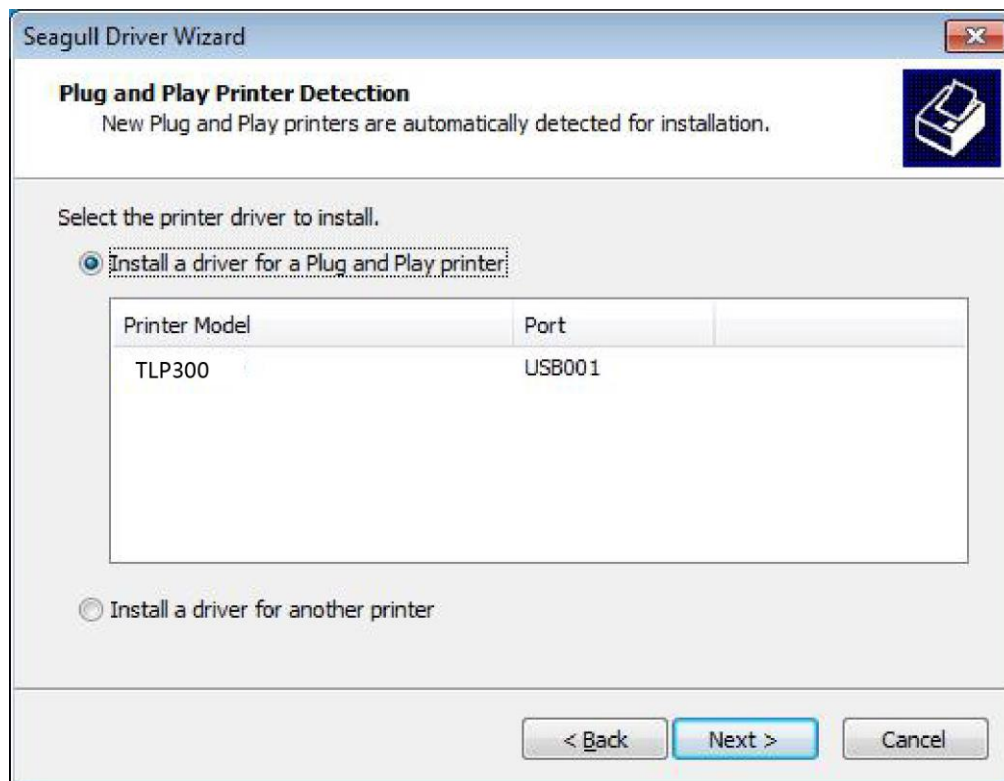 Seagull Driver Wizard
Plug and Play Printer Detection
New Plug and Play printers are automatically detected for installation.
Select the printer driver to install.
Install a driver for a Plug and Play printer
Printer Model Port
TLP300 USB001
Install a driver for another printer
< Back Next > Cancel